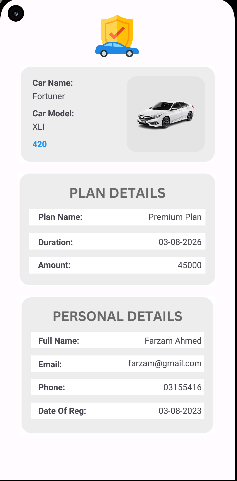 Car Name:
Fortuner
Car Model:
XLI
420
PLAN DETAILS
Plan Name: Premium Plan
Duration: 03-08-2026
Amount: 45000
PERSONAL DETAILS
Full Name: Farzam Ahmed
Email: farzam@gmail.com
Phone: 03155416
Date Of Reg: 03-08-2023